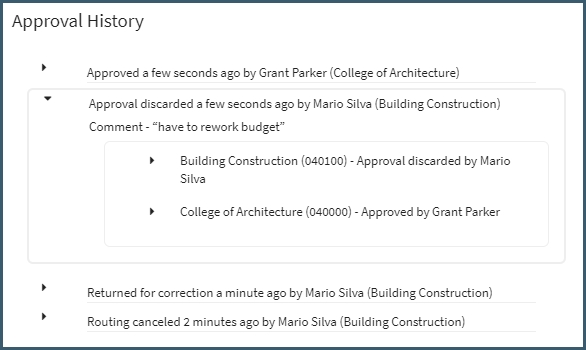 Approval History
Approved a few seconds ago by Grant Parker (College of Architecture)
Approval discarded a few seconds ago by Mario Silva (Building Construction)
Comment - “have to rework budget”
Building Construction (040100) - Approval discarded by Mario
Silva
College of Architecture (040000) - Approved by Grant Parker
Returned for correction a minute ago by Mario Silva (Building Construction)
Routing canceled 2 minutes ago by Mario Silva (Building Construction)